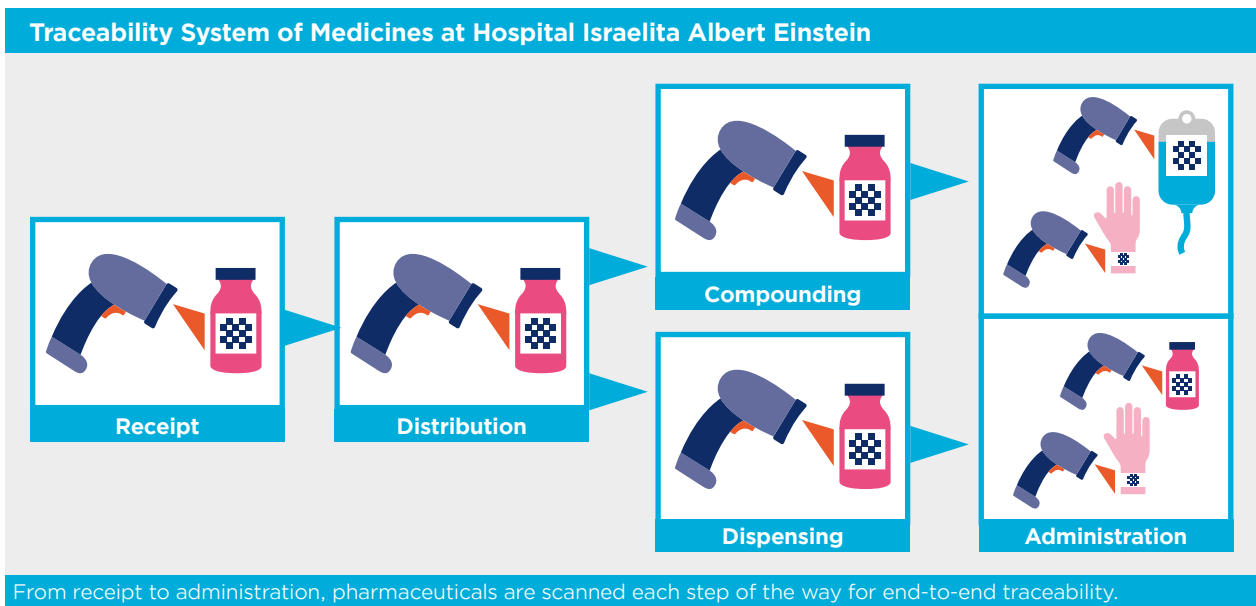 Traceability System of Medicines at Hospital Israelita Albert Einstein
Receipt
Distribution
Compounding
Dispensing
Administration
From receipt to administration, pharmaceuticals are scanned each step of the way for end-to-end traceability.